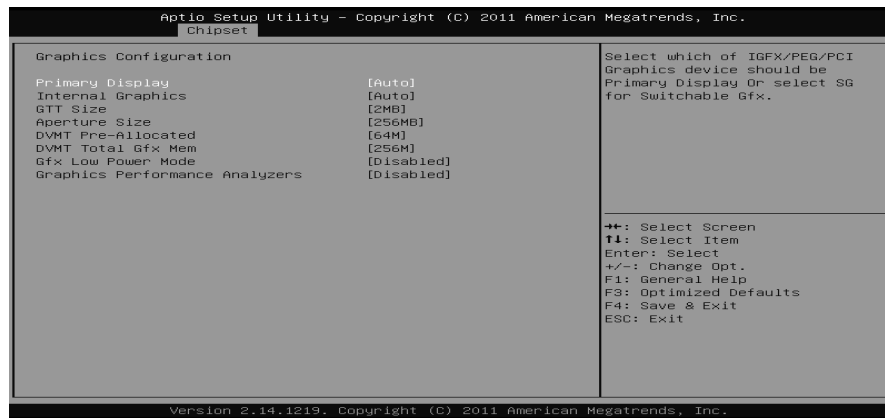 Aptio Setup Utility – Copyright (C) 2011 American Megatrends, Inc.
Chipset
Graphics Configuration
Primary Display [Auto]
Internal Graphics [Auto]
GTT Size [2MB]
Aperture Size [256MB]
DVMT Pre-Allocated [64M]
DVMT Total Gfx Mem [256M]
Gfx Low Power Mode [Disabled]
Graphics Performance Analyzers [Disabled]
Select which of IGFX/PEG/PCI
Graphics device should be
Primary Display Or select SG
for Switchable Gfx.
→←: Select Screen
↑↓: Select Item
Enter: Select
+/-: Change Opt.
F1: General Help
F3: Optimized Defaults
F4: Save & Exit
ESC: Exit
Version 2.14.1219. Copyright (C) 2011 American Megatrends, Inc.